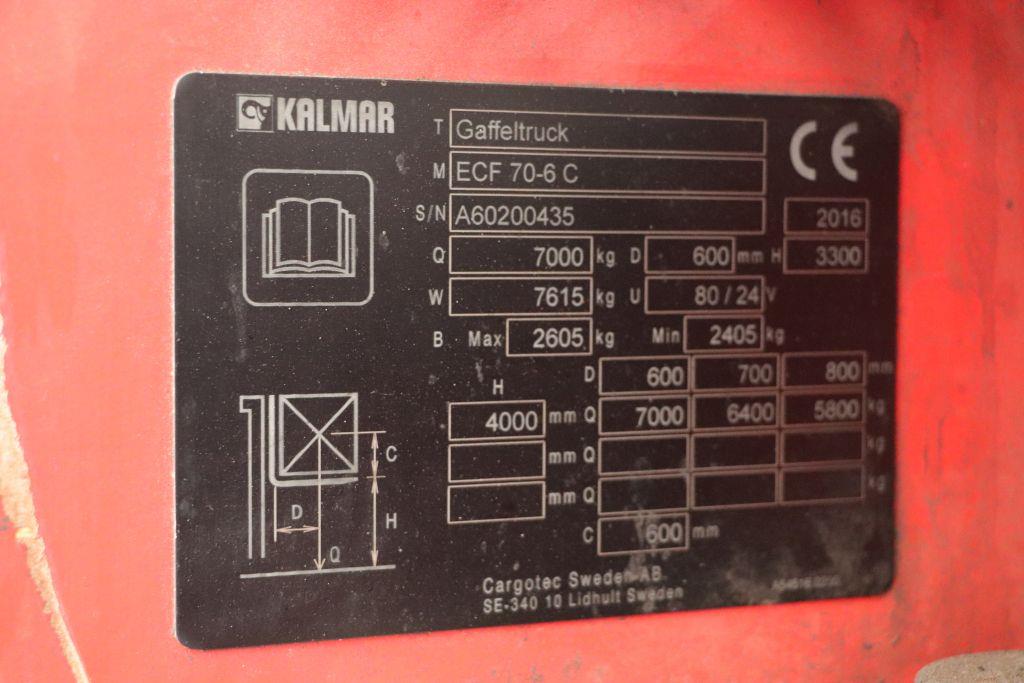 KALMAR
T Gaffeltruck
CE
M ECF 70-6 C
S/N A60200435 2016
Q 7000 kg D 600 mm H 3300
W 7615 kg U 80 / 24 V
B Max 2605 kg Min 2405 kg
D 600 700 800 mm
H
4000 mm Q 7000 6400 5800 kg
mm Q kg
mm Q kg
C 600 mm
C
D
H
Q
Cargotec Sweden AB
SE-340 10 Lidhult Sweden